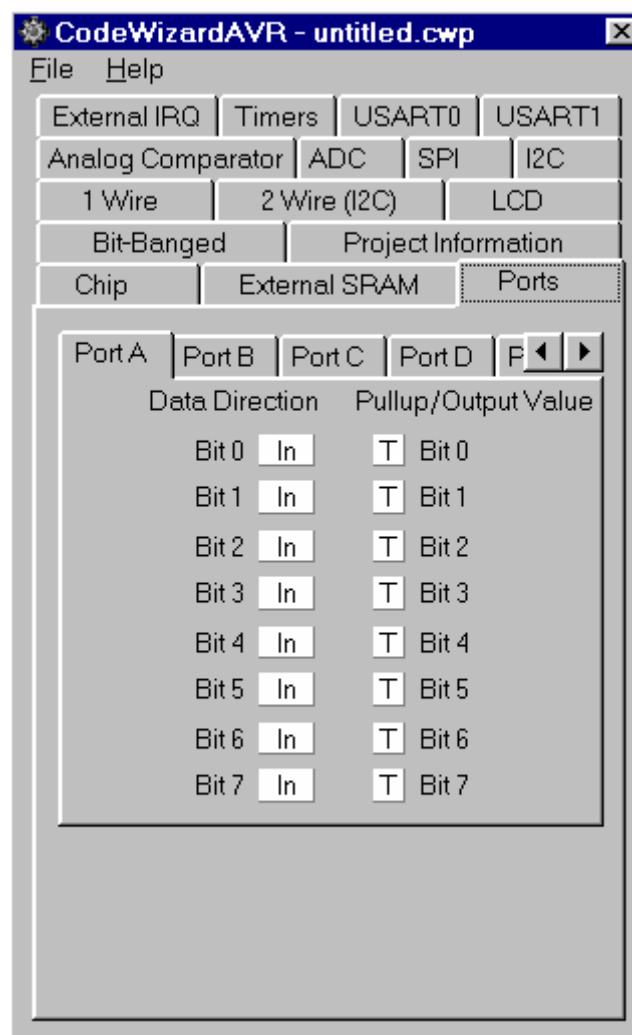 CodeWizardAVR - untitled.cwp
File Help
External IRQ Timers USART0 USART1
Analog Comparator ADC SPI I2C
1 Wire 2 Wire (I2C) LCD
Bit-Banged Project Information
Chip External SRAM Ports
Port A Port B Port C Port D
Data Direction Pullup/Output Value
Bit 0 In T Bit 0
Bit 1 In T Bit 1
Bit 2 In T Bit 2
Bit 3 In T Bit 3
Bit 4 In T Bit 4
Bit 5 In T Bit 5
Bit 6 In T Bit 6
Bit 7 In T Bit 7